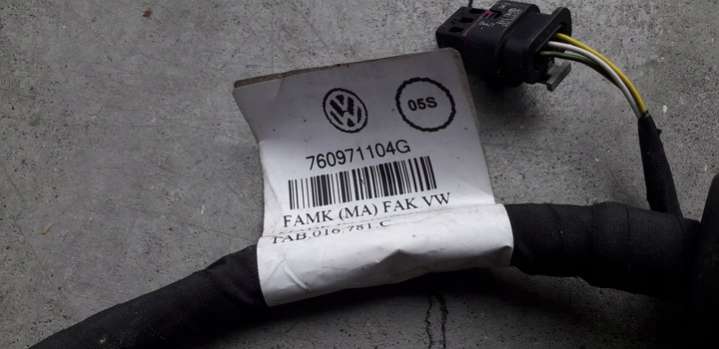 05S
760971104G
FAMK (MA) FAK VW
TAB.016.781 C